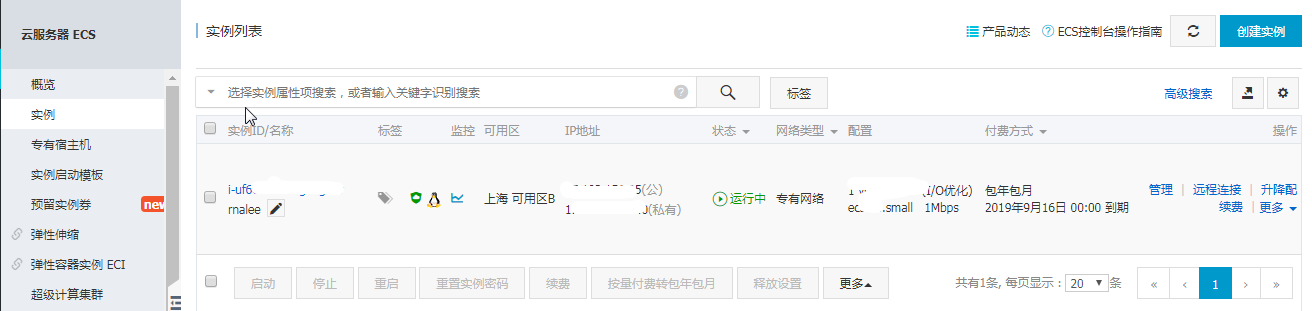 云服务器 ECS
概览
实例
专有宿主机
实例启动模板
预留实例券 new
弹性伸缩
弹性容器实例 ECI
超级计算集群
实例列表
产品动态 ECS控制台操作指南 创建实例
选择实例属性项搜索，或者输入关键字识别搜索 标签 高级搜索
实例ID/名称 标签 监控 可用区 IP地址 状态 网络类型 配置 付费方式 操作
i-uf6 上海 可用区B (公) 运行中 专有网络 (I/O优化) 包年包月 管理 远程连接 升降配
rnalee (私有) small 1Mbps 2019年9月16日 00:00 到期 续费 更多
启动 停止 重启 重置实例密码 续费 按量付费转包年包月 释放设置 更多 共有1条, 每页显示：20 条 « ‹ 1 › »